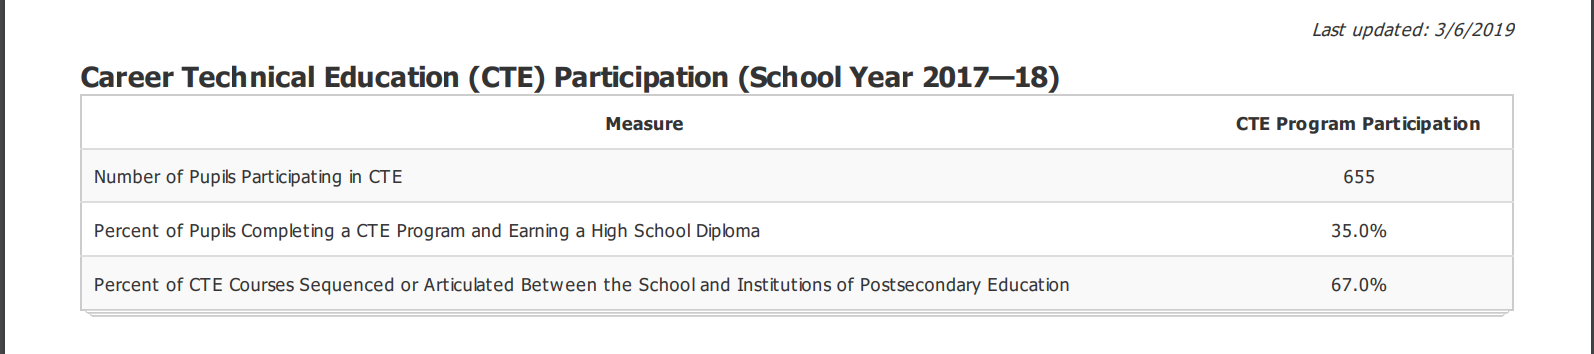 Last updated: 3/6/2019
Career Technical Education (CTE) Participation (School Year 2017—18)
Measure CTE Program Participation
Number of Pupils Participating in CTE 655
Percent of Pupils Completing a CTE Program and Earning a High School Diploma 35.0%
Percent of CTE Courses Sequenced or Articulated Between the School and Institutions of Postsecondary Education 67.0%